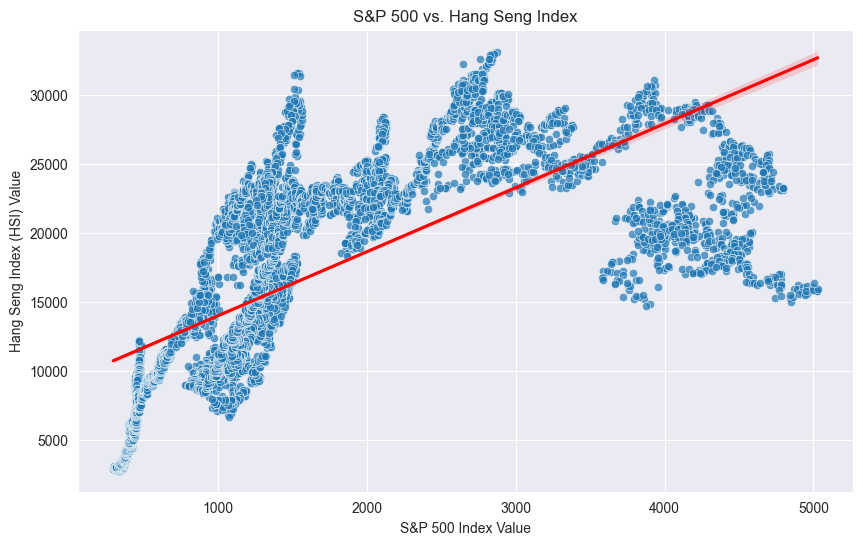 S&P 500 vs. Hang Seng Index
Hang Seng Index (HSI) Value
30000
25000
20000
15000
10000
5000
1000 2000 3000 4000 5000
S&P 500 Index Value